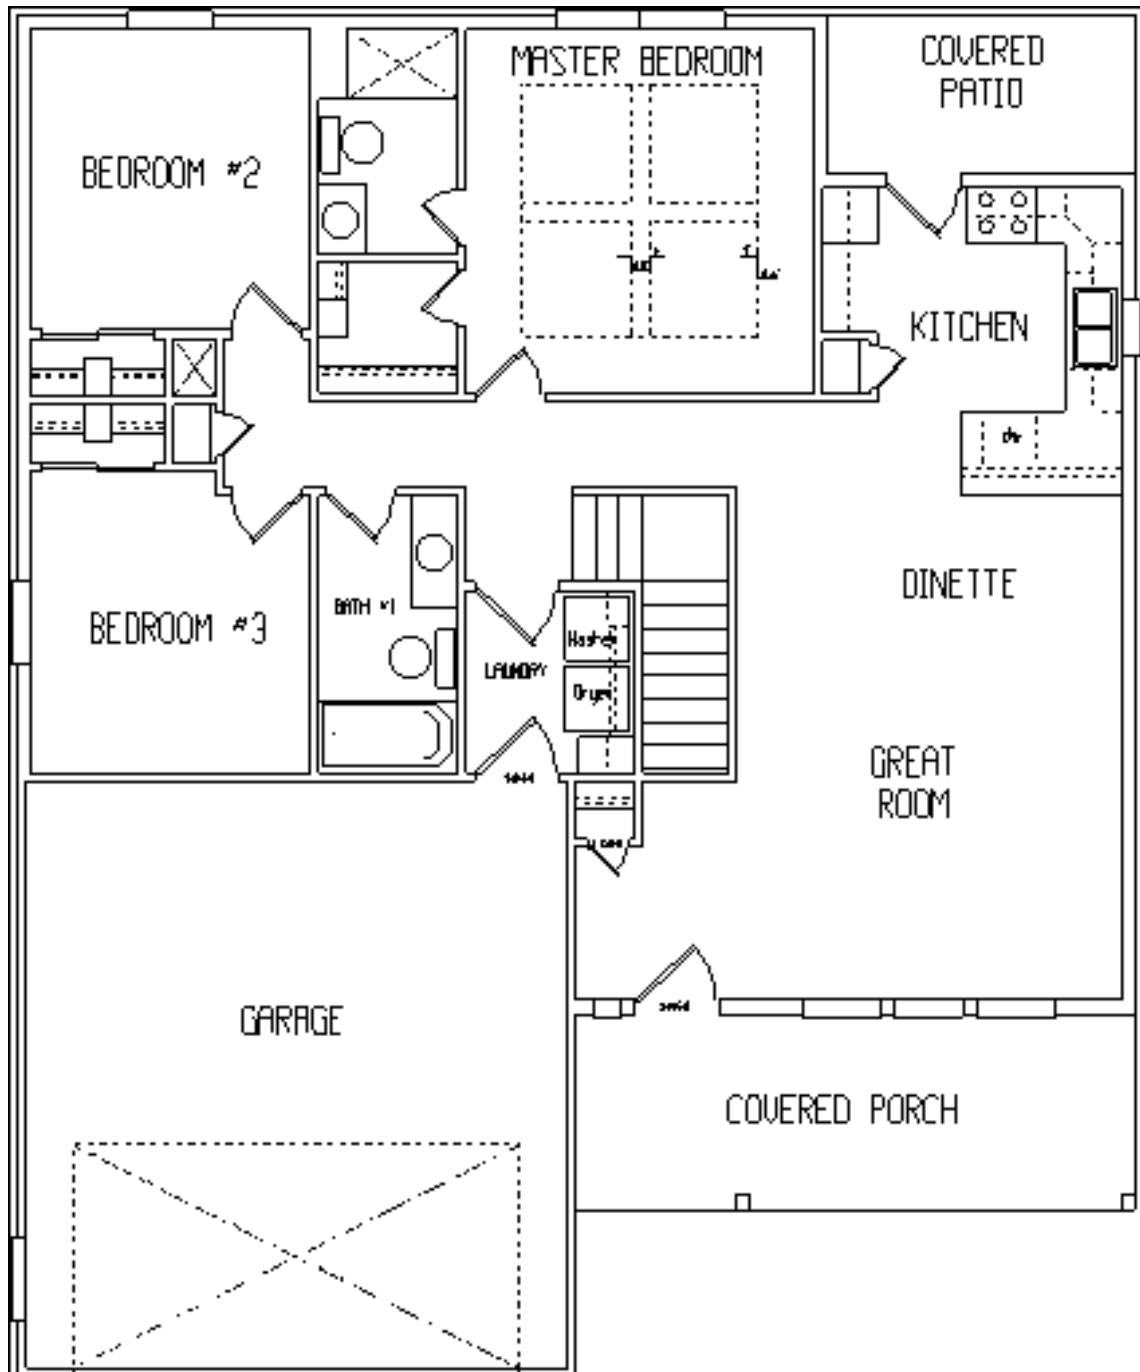 MASTER BEDROOM
COVERED
PATIO
BEDROOM #2
KITCHEN
DINETTE
BATH #1
BEDROOM #3
Washer
LAUNDRY
Dryer
GREAT
ROOM
GARAGE
COVERED PORCH